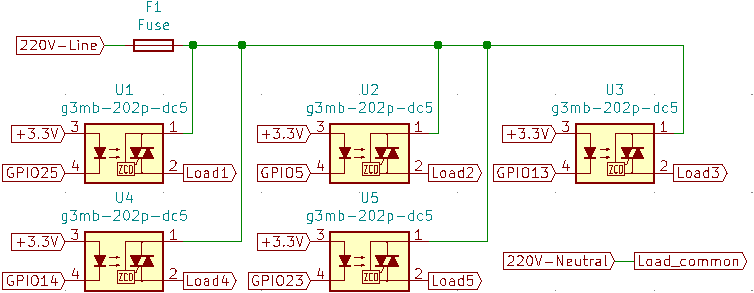 F1
Fuse
220V-Line
U1
g3mb-202p-dc5
U2
g3mb-202p-dc5
U3
g3mb-202p-dc5
+3.3V 3 1
+3.3V 3 1
+3.3V 3 1
GPIO25 4 ZCD 2 Load1
GPIO5 4 ZCD 2 Load2
GPIO13 4 ZCD 2 Load3
U4
g3mb-202p-dc5
U5
g3mb-202p-dc5
+3.3V 3 1
+3.3V 3 1
220V-Neutral Load_common
GPIO14 4 ZCD 2 Load4
GPIO23 4 ZCD 2 Load5